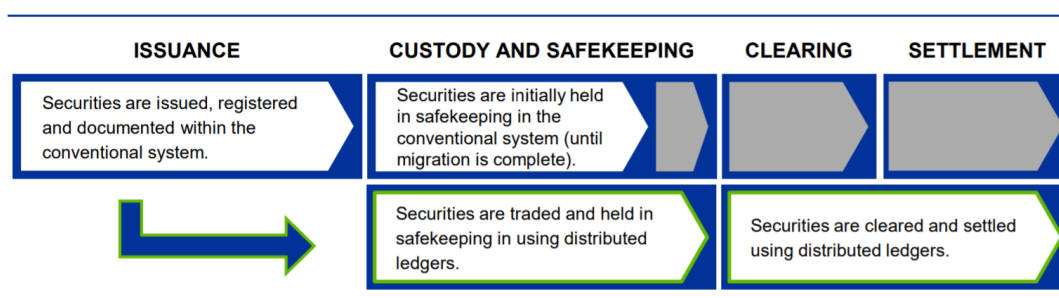 ISSUANCE
CUSTODY AND SAFEKEEPING
CLEARING
SETTLEMENT
Securities are issued, registered
and documented within the
conventional system.
Securities are initially held
in safekeeping in the
conventional system (until
migration is complete).
Securities are traded and held in
safekeeping in using distributed
ledgers.
Securities are cleared and settled
using distributed ledgers.